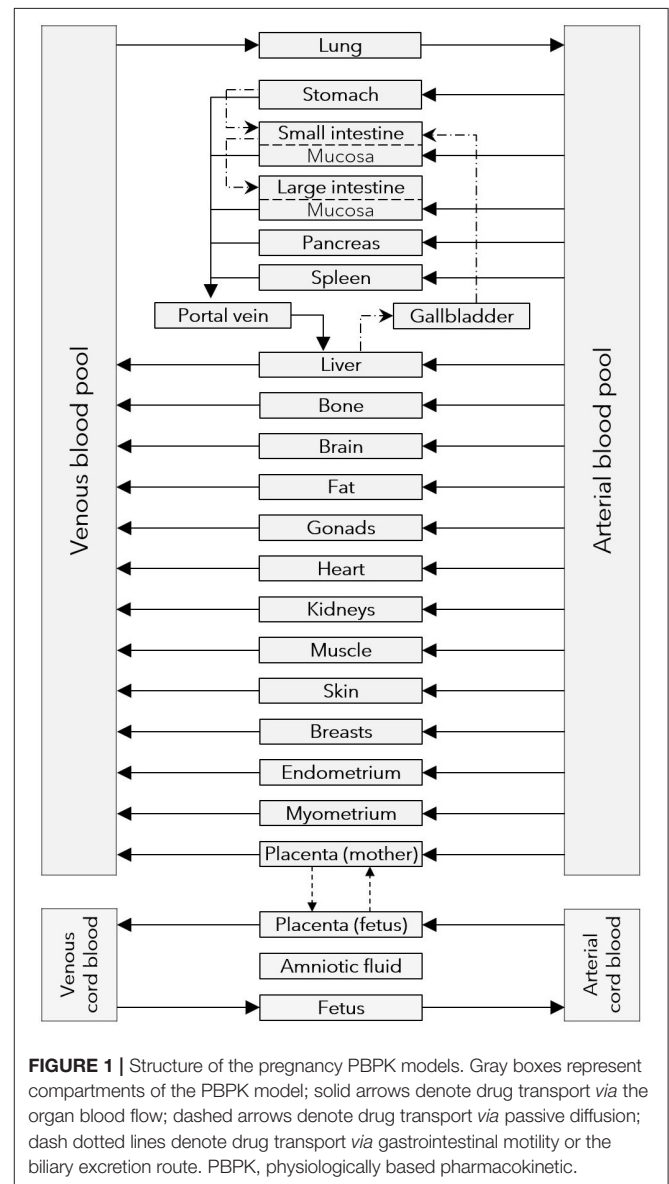 Lung
Stomach
Small intestine
Mucosa
Large intestine
Mucosa
Pancreas
Spleen
Portal vein
Gallbladder
Liver
Bone
Brain
Fat
Gonads
Heart
Kidneys
Muscle
Skin
Breasts
Endometrium
Myometrium
Placenta (mother)
Venous blood pool
Arterial blood pool
Placenta (fetus)
Amniotic fluid
Fetus
Venous
cord blood
Arterial
cord blood
FIGURE 1 | Structure of the pregnancy PBPK models. Gray boxes represent
compartments of the PBPK model; solid arrows denote drug transport via the
organ blood flow; dashed arrows denote drug transport via passive diffusion;
dash dotted lines denote drug transport via gastrointestinal motility or the
biliary excretion route. PBPK, physiologically based pharmacokinetic.